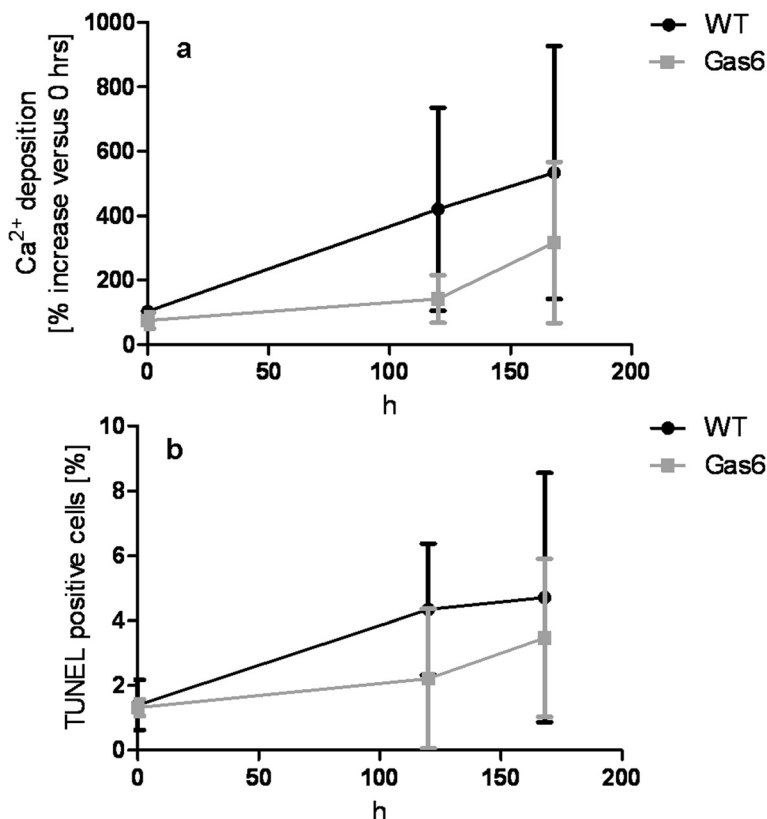 a
WT
Gas6
Ca²⁺ deposition
[% increase versus 0 hrs]
1000
800
600
400
200
0
0 50 100 150 200
h
b
WT
Gas6
TUNEL positive cells [%]
10
8
6
4
2
0
0 50 100 150 200
h